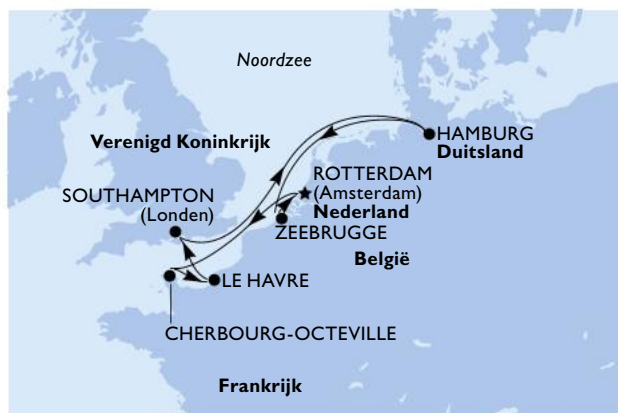 Noordzee
Verenigd Koninkrijk
HAMBURG
Duitsland
ROTTERDAM
(Amsterdam)
Nederland
SOUTHAMPTON
(Londen)
ZEEBRUGGE
België
LE HAVRE
CHERBOURG-OCTEVILLE
Frankrijk